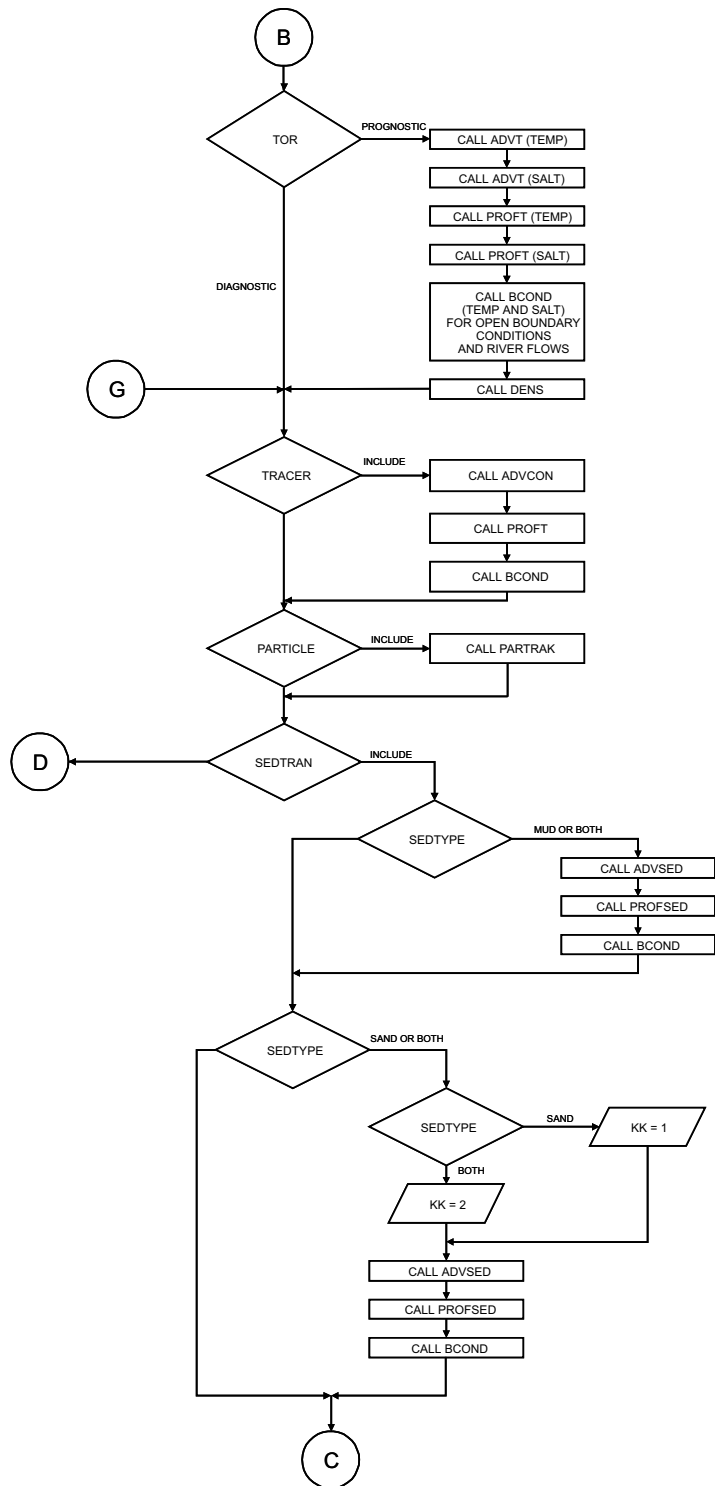 B
TOR
PROGNOSTIC
CALL ADVT (TEMP)
CALL ADVT (SALT)
CALL PROFT (TEMP)
CALL PROFT (SALT)
DIAGNOSTIC
CALL BCOND
(TEMP AND SALT)
FOR OPEN BOUNDARY
CONDITIONS
AND RIVER FLOWS
G
CALL DENS
TRACER
INCLUDE
CALL ADVCON
CALL PROFT
CALL BCOND
PARTICLE
INCLUDE
CALL PARTRAK
D
SEDTRAN
INCLUDE
SEDTYPE
MUD OR BOTH
CALL ADVSED
CALL PROFSED
CALL BCOND
SEDTYPE
SAND OR BOTH
SEDTYPE
SAND
KK = 1
BOTH
KK = 2
CALL ADVSED
CALL PROFSED
CALL BCOND
C